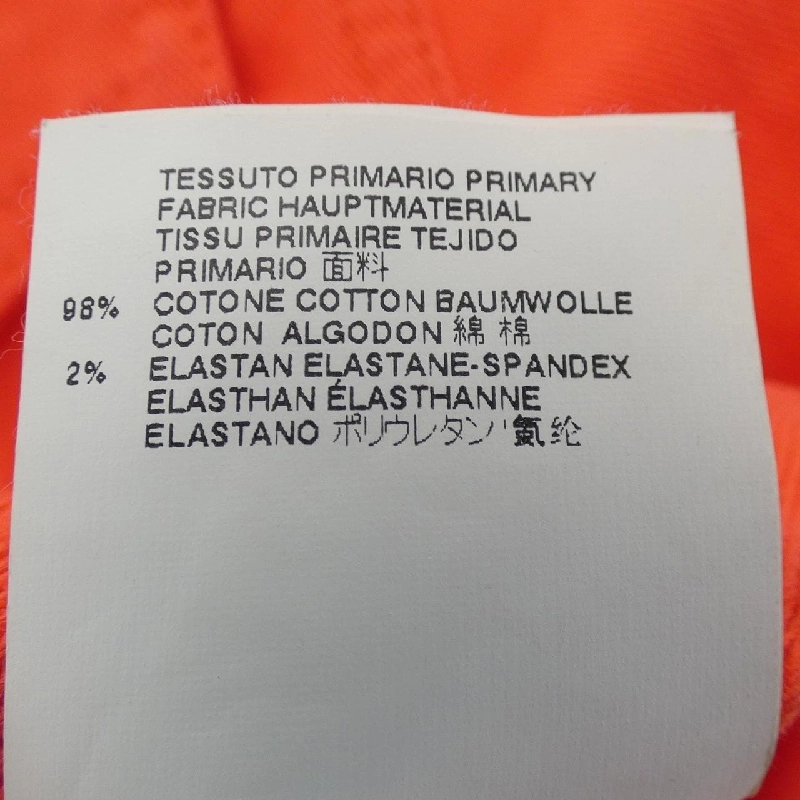 TESSUTO PRIMARIO PRIMARY
FABRIC HAUPTMATERIAL
TISSU PRIMAIRE TEJIDO
PRIMARIO 面料
98% COTONE COTTON BAUMWOLLE
COTON ALGODON 綿 棉
2% ELASTAN ELASTANE-SPANDEX
ELASTHAN ÉLASTHANNE
ELASTANO ポリウレタン' 氨纶